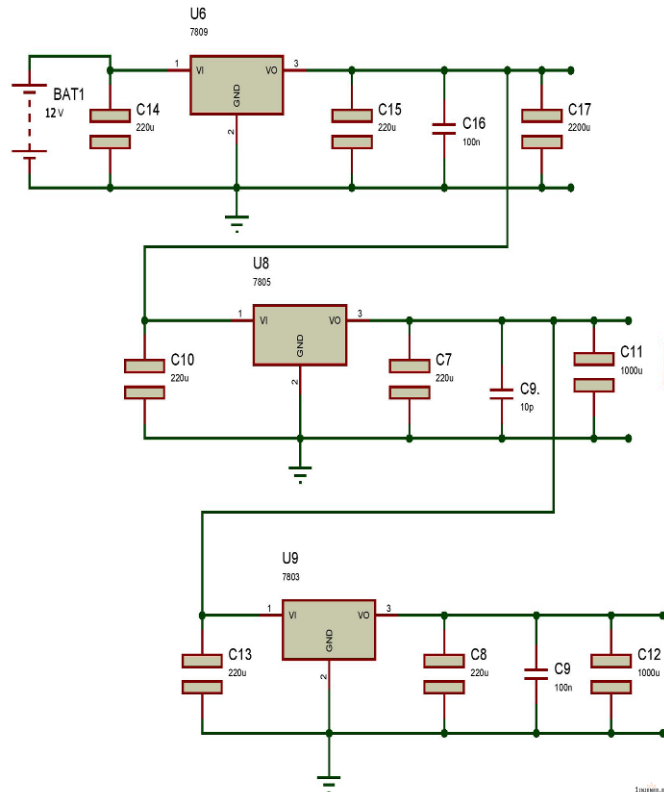 U6
7809
1 VI VO 3
GND
2
BAT1
12 V
C14
220u
C15
220u
C16
100n
C17
2200u
U8
7805
1 VI VO 3
GND
2
C10
220u
C7
220u
C9.
10p
C11
1000u
U9
7803
1 VI VO 3
GND
2
C13
220u
C8
220u
C9
100n
C12
1000u